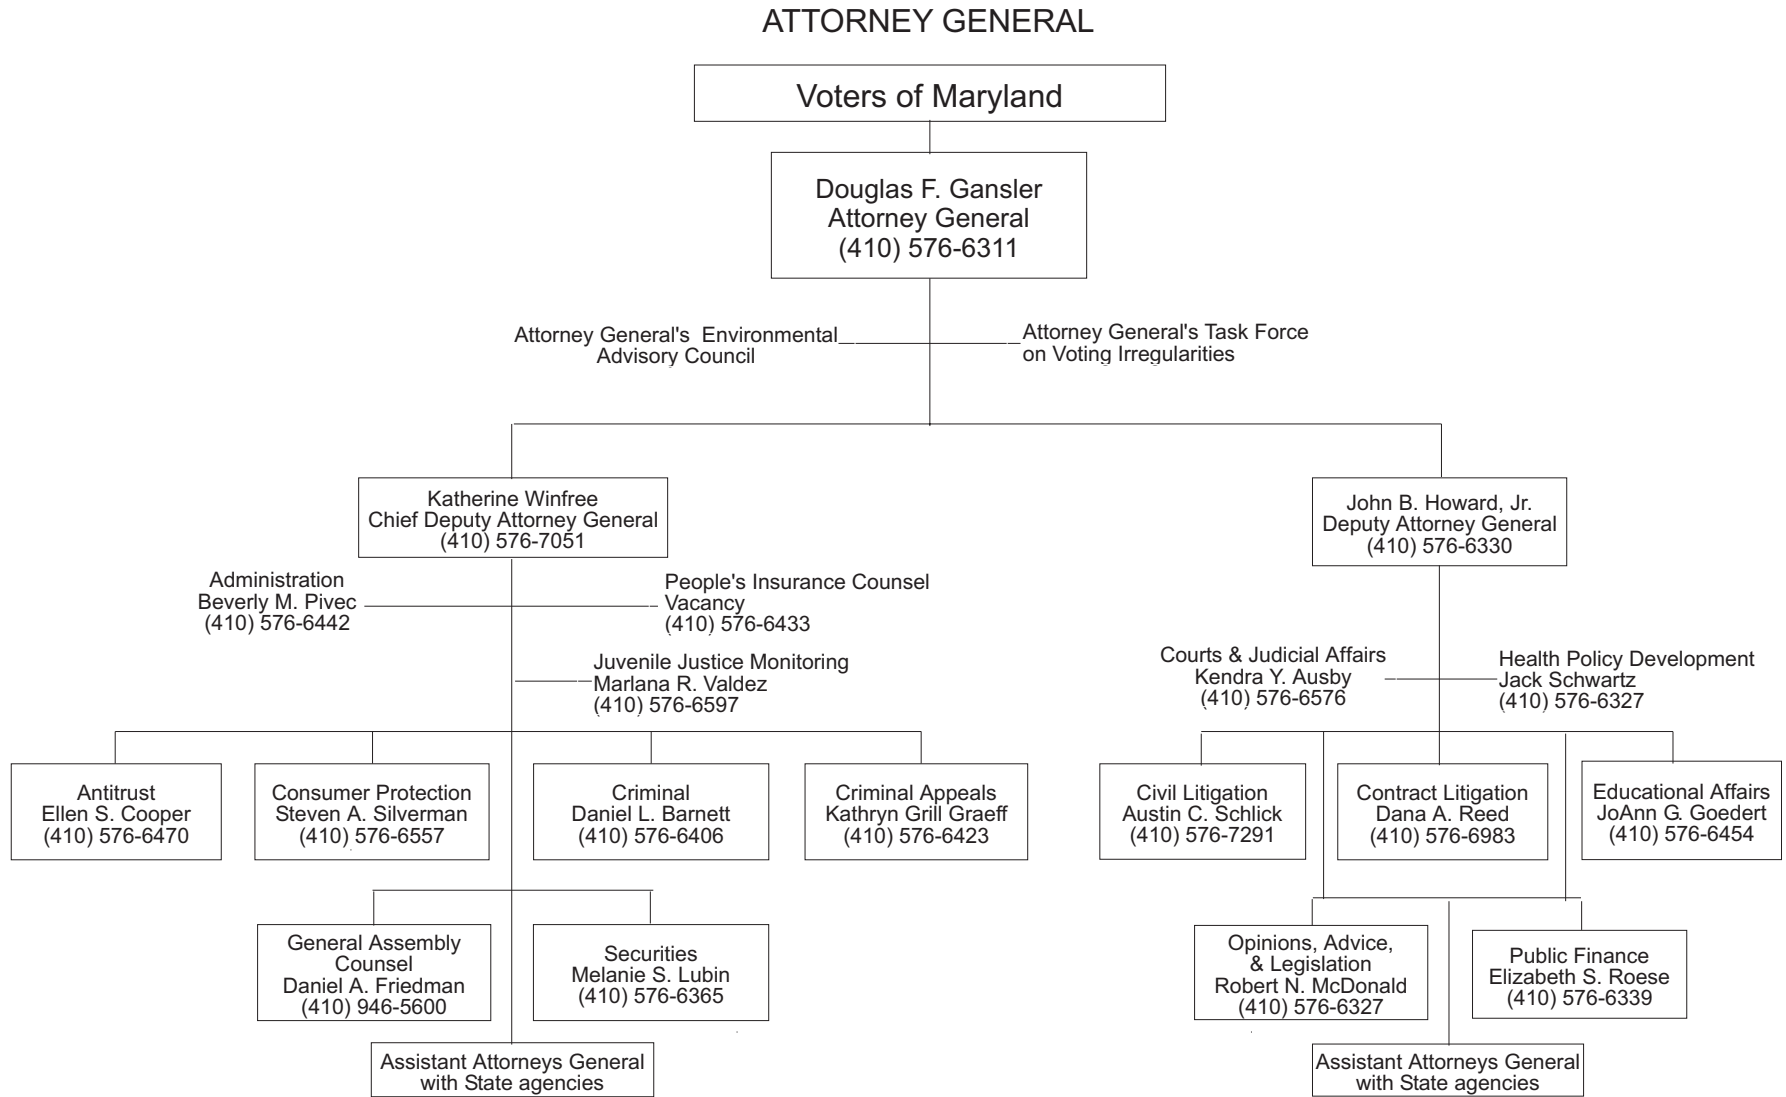 ATTORNEY GENERAL
Voters of Maryland
Douglas F. Gansler
Attorney General
(410) 576-6311
Attorney General's  Environmental
Advisory Council
Attorney General's Task Force
on Voting Irregularities
Katherine Winfree
Chief Deputy Attorney General
(410) 576-7051
John B. Howard, Jr.
Deputy Attorney General
(410) 576-6330
Administration
Beverly M. Pivec
(410) 576-6442
People's Insurance Counsel
Vacancy
(410) 576-6433
Juvenile Justice Monitoring
Marlana R. Valdez
(410) 576-6597
Courts & Judicial Affairs
Kendra Y. Ausby
(410) 576-6576
Health Policy Development
Jack Schwartz
(410) 576-6327
Antitrust
Ellen S. Cooper
(410) 576-6470
Consumer Protection
Steven A. Silverman
(410) 576-6557
Criminal
Daniel L. Barnett
(410) 576-6406
Criminal Appeals
Kathryn Grill Graeff
(410) 576-6423
Civil Litigation
Austin C. Schlick
(410) 576-7291
Contract Litigation
Dana A. Reed
(410) 576-6983
Educational Affairs
JoAnn G. Goedert
(410) 576-6454
General Assembly
Counsel
Daniel A. Friedman
(410) 946-5600
Securities
Melanie S. Lubin
(410) 576-6365
Opinions, Advice,
& Legislation
Robert N. McDonald
(410) 576-6327
Public Finance
Elizabeth S. Roese
(410) 576-6339
Assistant Attorneys General
with State agencies
Assistant Attorneys General
with State agencies